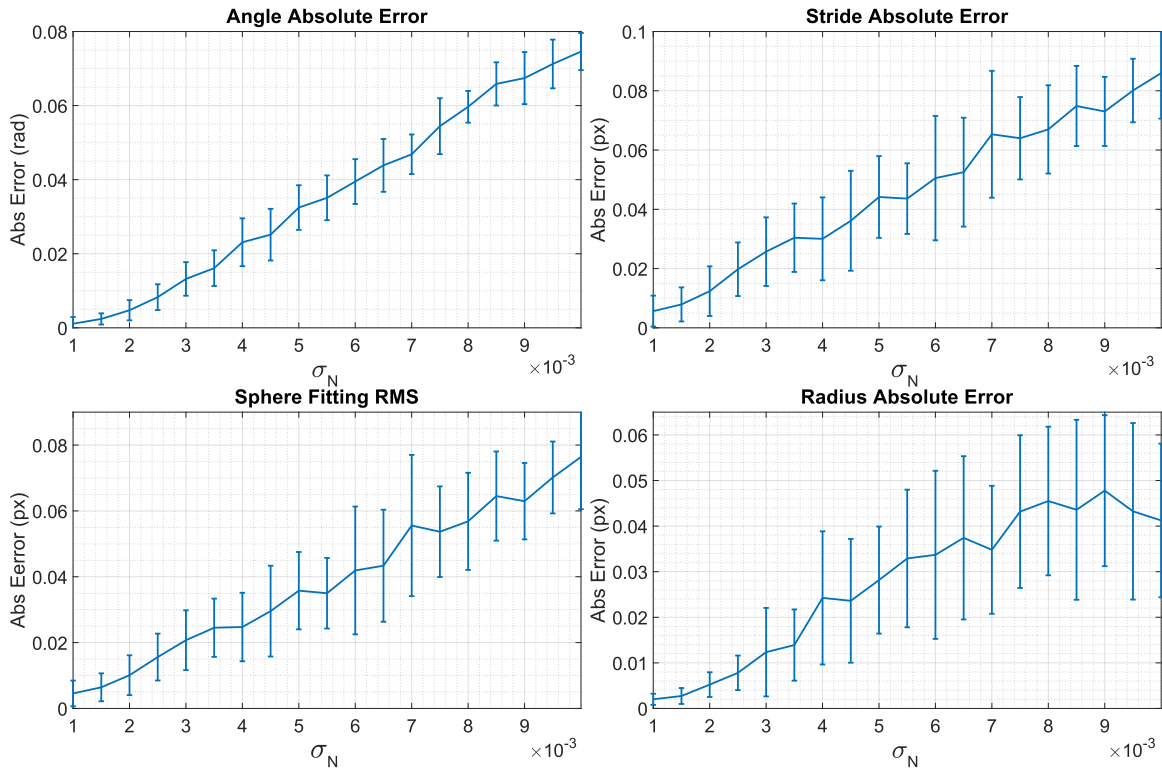 Angle Absolute Error
Abs Error (rad)
0.08
0.06
0.04
0.02
0
1 2 3 4 5 6 7 8 9
σN
×10-3
Stride Absolute Error
Abs Error (px)
0.1
0.08
0.06
0.04
0.02
0
1 2 3 4 5 6 7 8 9
σN
×10-3
Sphere Fitting RMS
Abs Eerror (px)
0.08
0.06
0.04
0.02
0
1 2 3 4 5 6 7 8 9
σN
×10-3
Radius Absolute Error
Abs Error (px)
0.06
0.05
0.04
0.03
0.02
0.01
0
1 2 3 4 5 6 7 8 9
σN
×10-3